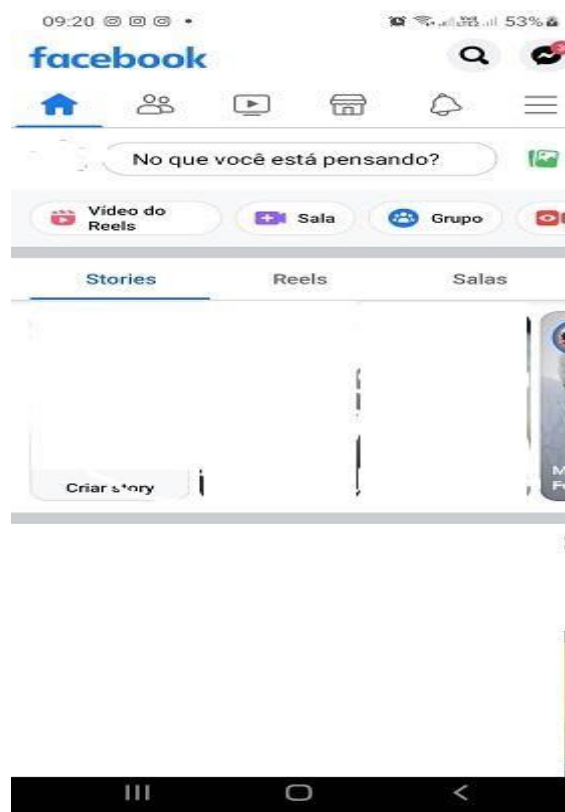 09:20 53%
facebook
No que você está pensando?
Vídeo do
Reels
Sala
Grupo
Stories
Reels
Salas
Criar story